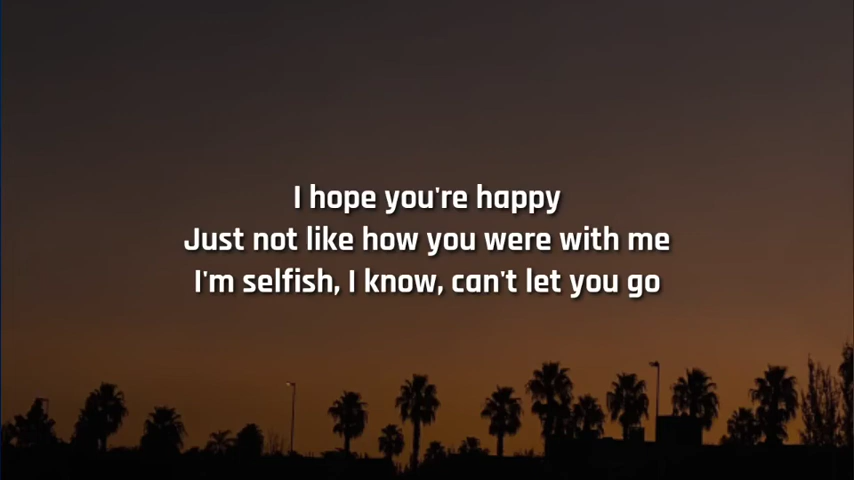 I hope you're happy
Just not like how you were with me
I'm selfish, I know, can't let you go